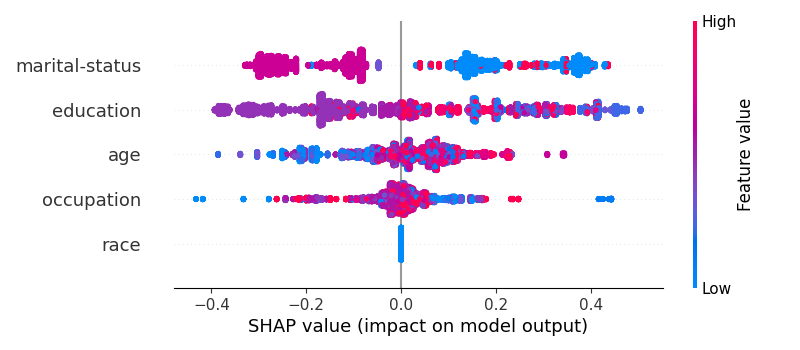 High
marital-status
education
age
occupation
race
Feature value
Low
−0.4 −0.2 0.0 0.2 0.4
SHAP value (impact on model output)